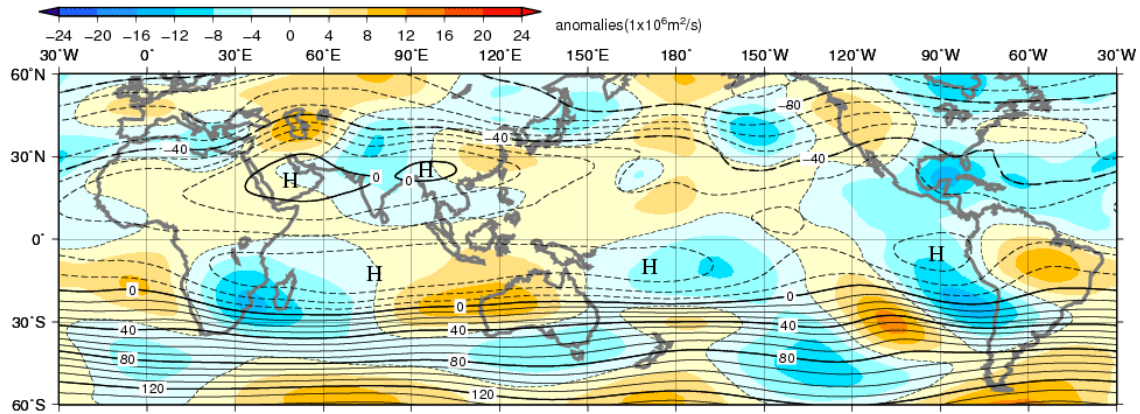 anomalies(1x10⁶m²/s)
−24 −20 −16 −12 −8 −4 0 4 8 12 16 20 24
30˚W 0˚ 30˚E 60˚E 90˚E 120˚E 150˚E 180˚ 150˚W 120˚W 90˚W 60˚W 30˚W
60˚N
−80
−40 −40 −40
30˚N
H 0 0 H
0˚
H H H
0 0 0
30˚S
40 40 40
80 80 80
120
60˚S